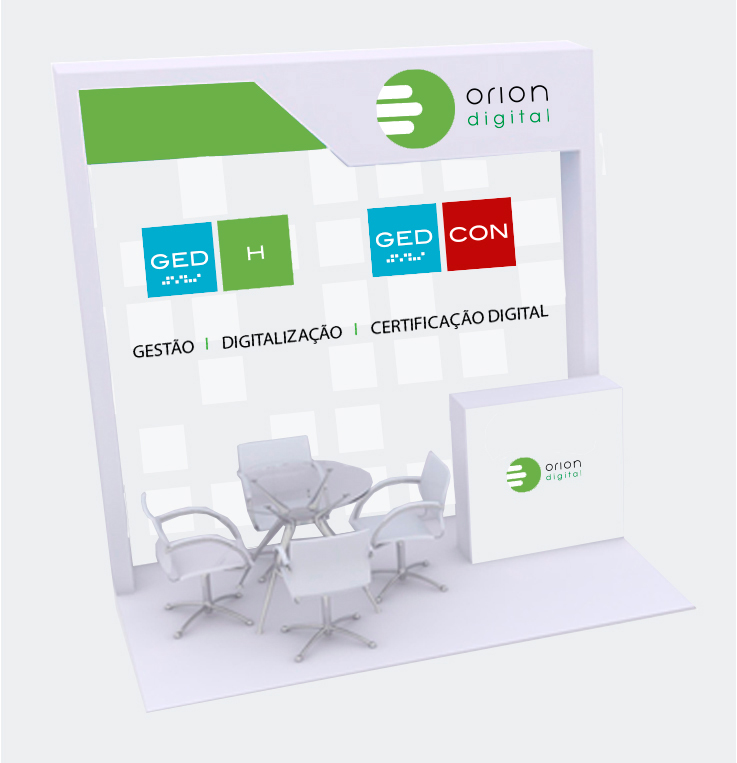 orion
digital
GED H
GED CON
GESTÃO | DIGITALIZAÇÃO | CERTIFICAÇÃO DIGITAL
orion
digital